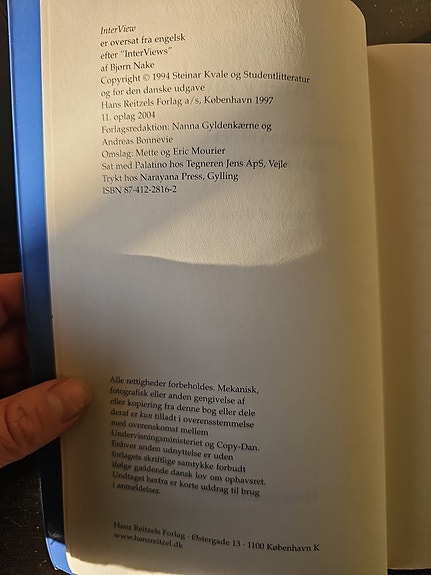 InterView
er oversat fra engelsk
efter "InterViews"
af Bjørn Nake
Copyright © 1994 Steinar Kvale og Studentlitteratur
og for den danske udgave
Hans Reitzels Forlag a/s, København 1997
11. oplag 2004
Forlagsredaktion: Nanna Gyldenkærne og
Andreas Bonnevie
Omslag: Mette og Eric Mourier
Sat med Palatino hos Tegneren Jens ApS, Vejle
Trykt hos Narayana Press, Gylling
ISBN 87-412-2816-2
Alle rettigheder forbeholdes. Mekanisk,
fotografisk eller anden gengivelse af
eller kopiering fra denne bog eller dele
deraf er kun tilladt i overensstemmelse
med overenskomst mellem
Undervisningsministeriet og Copy-Dan.
Enhver anden udnyttelse er uden
forlagets skriftlige samtykke forbudt
ifølge gældende dansk lov om ophavsret.
Undtaget herfra er korte uddrag til brug
i anmeldelser.
Hans Reitzels Forlag · Østergade 13 · 1100 København K
www.hansreitzel.dk